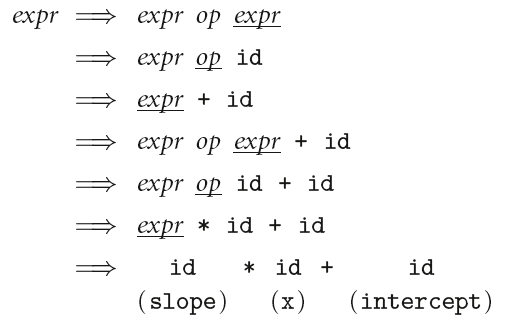 expr ⟹ expr op expr
⟹ expr op id
⟹ expr + id
⟹ expr op expr + id
⟹ expr op id + id
⟹ expr * id + id
⟹ id * id + id
(slope) (x) (intercept)